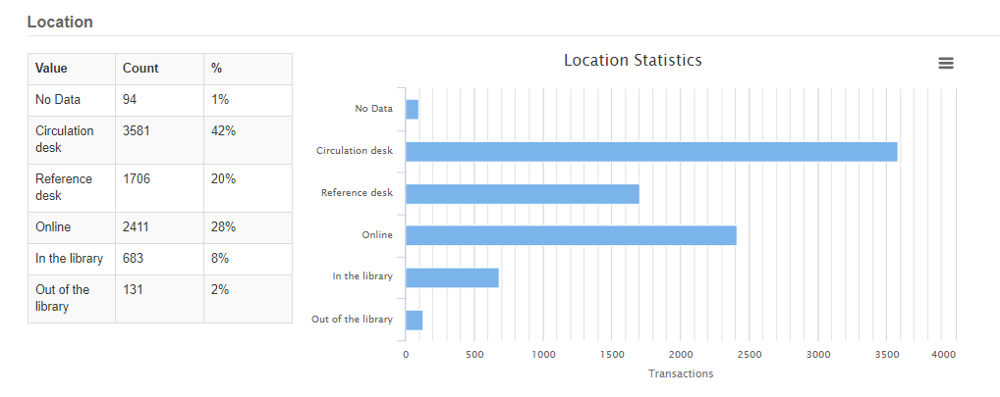 Location
Value Count %
No Data 94 1%
Circulation desk 3581 42%
Reference desk 1706 20%
Online 2411 28%
In the library 683 8%
Out of the library 131 2%
Location Statistics
No Data
Circulation desk
Reference desk
Online
In the library
Out of the library
0 500 1000 1500 2000 2500 3000 3500 4000
Transactions